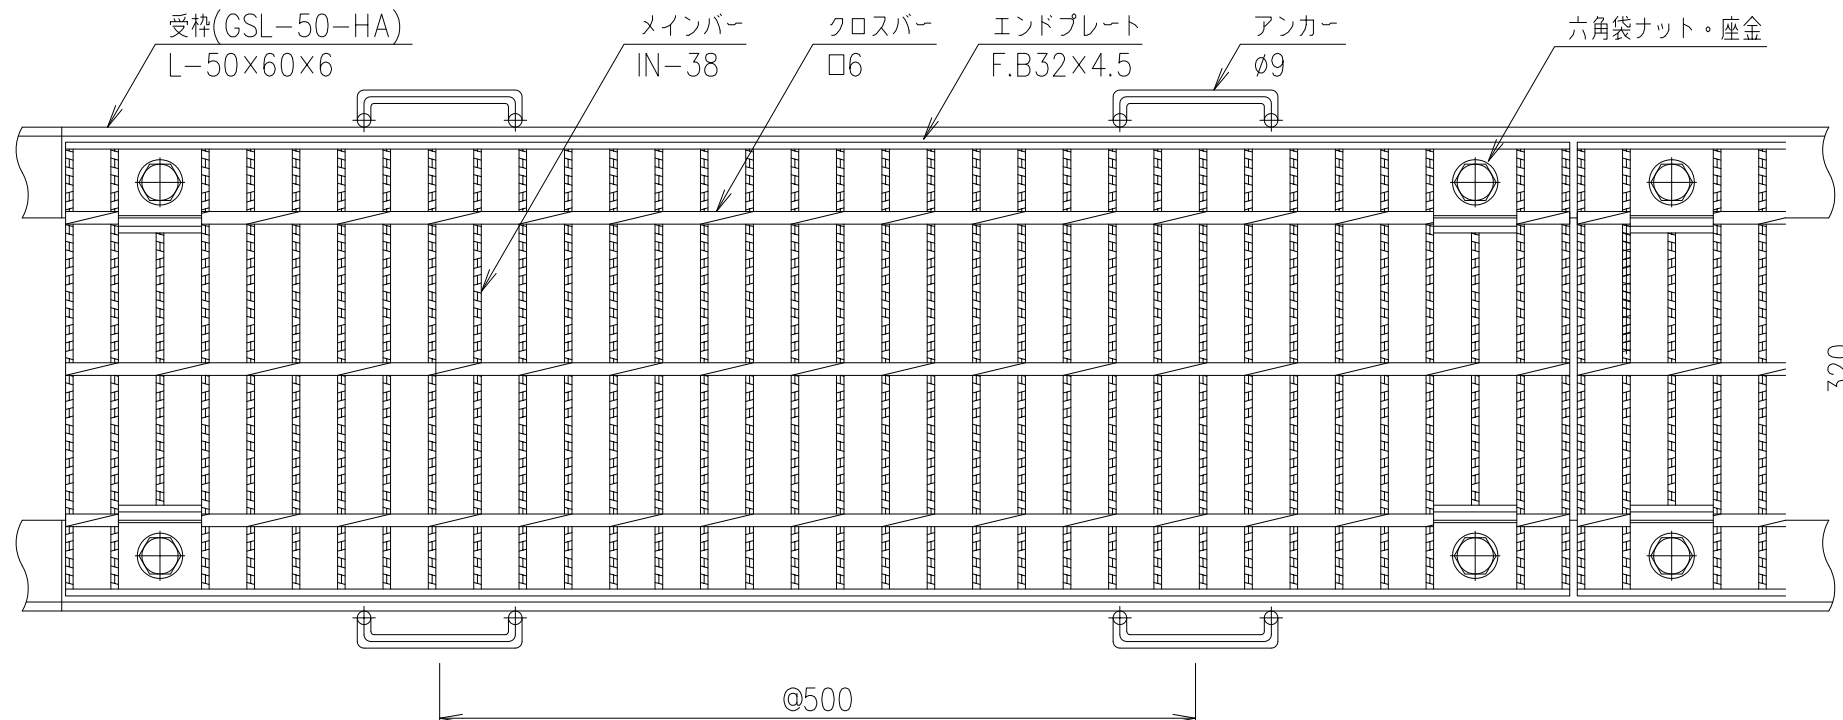 受枠(GSL-50-HA)
L-50×60×6
メインバー
IN-38
クロスバー
□6
エンドプレート
F.B32×4.5
アンカー
φ9
六角袋ナット・座金
320
@500